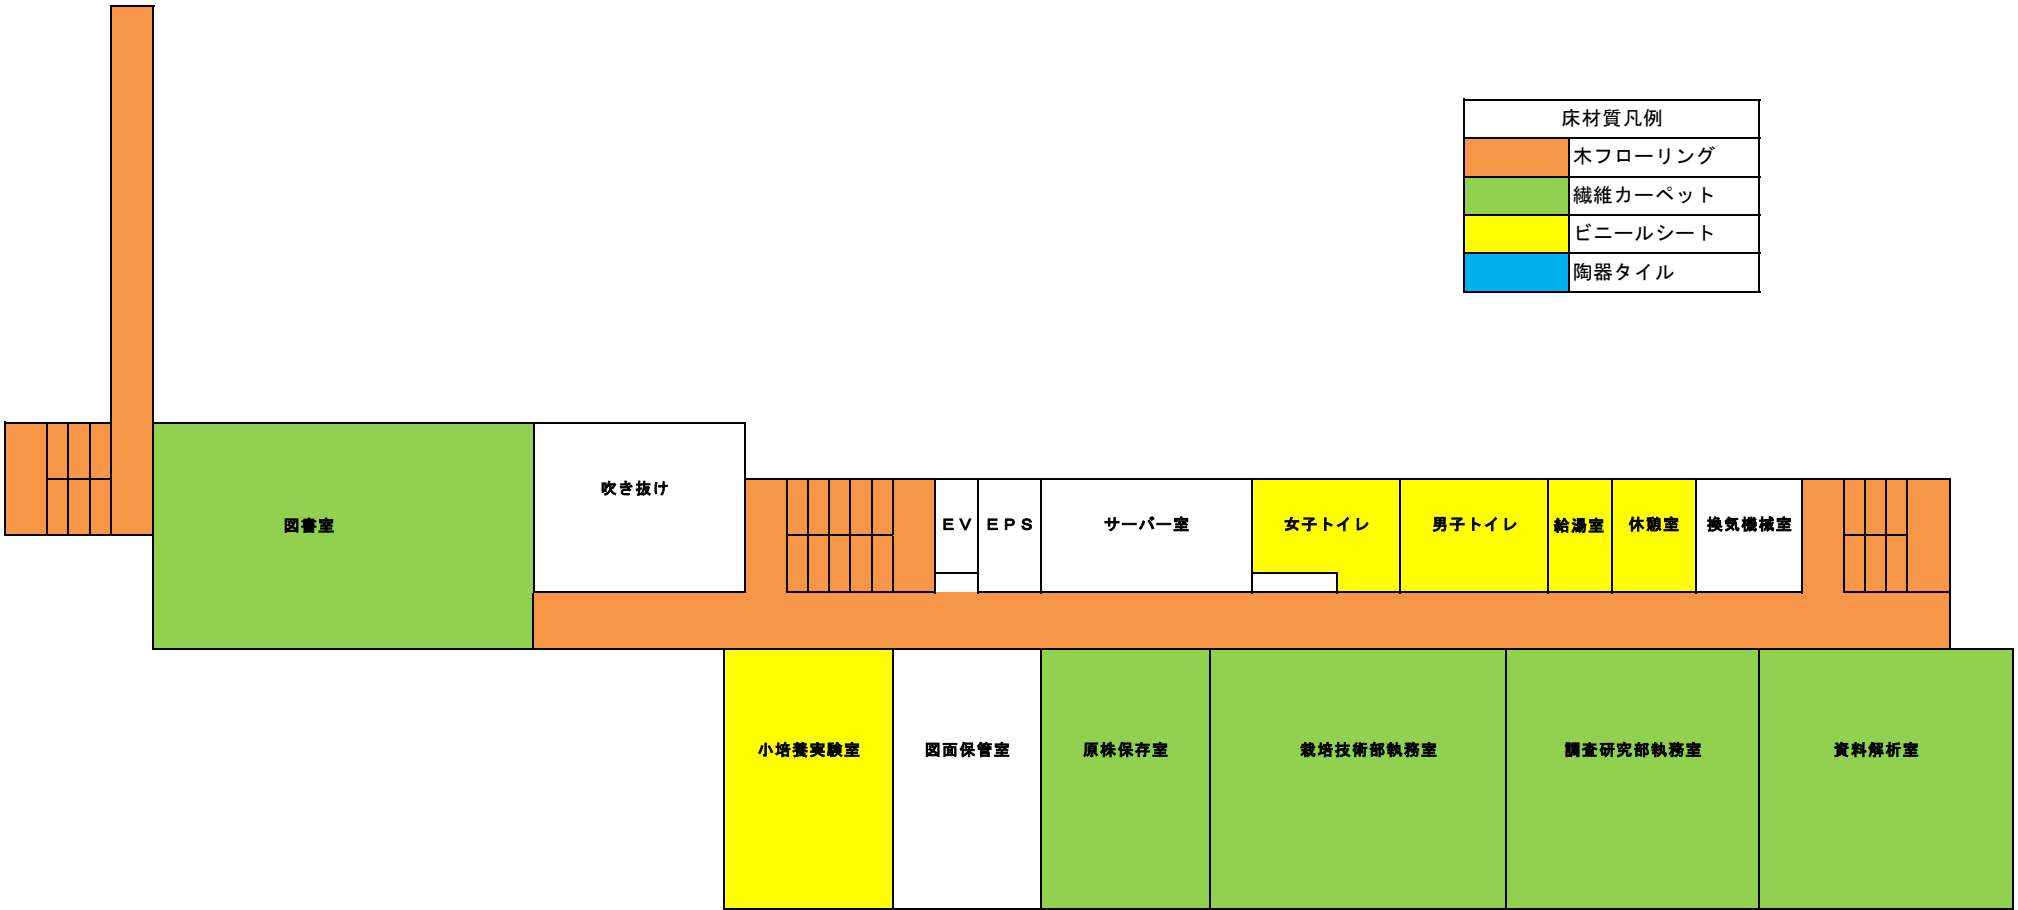 床材質凡例
木フローリング
繊維カーペット
ビニールシート
陶器タイル
吹き抜け
図書室
ＥＶ
ＥＰＳ
サーバー室
女子トイレ
男子トイレ
給湯室
休憩室
換気機械室
小培養実験室
図面保管室
原株保存室
栽培技術部執務室
調査研究部執務室
資料解析室